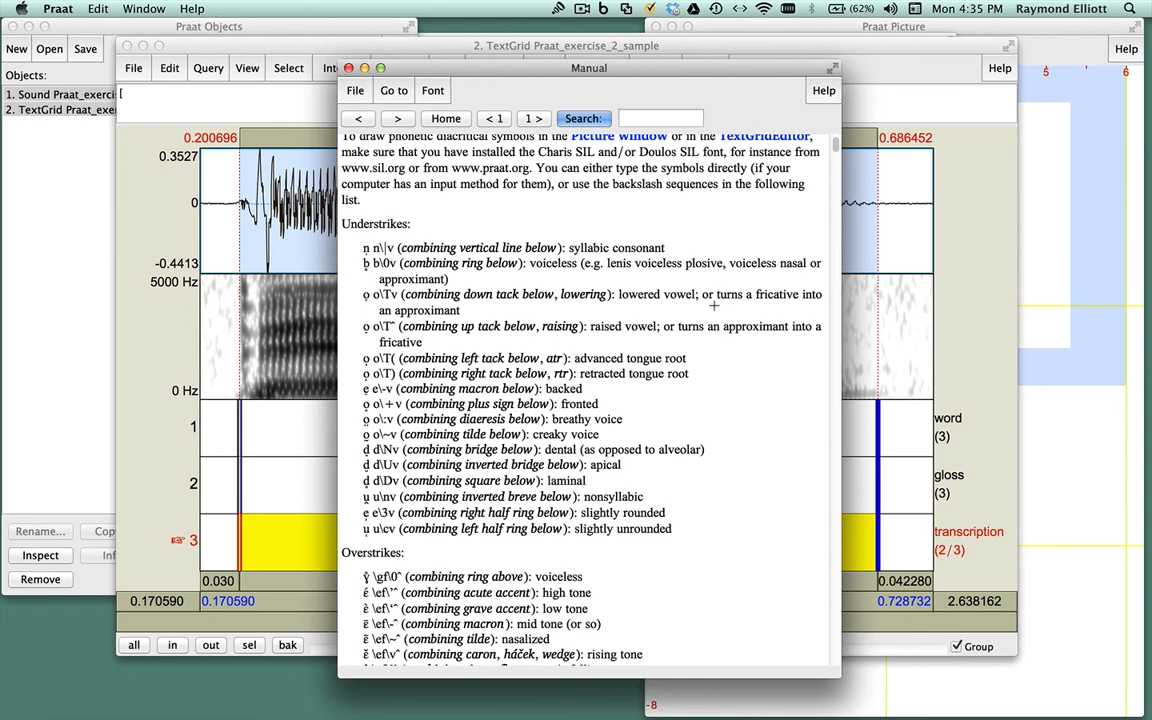 Praat Edit Window Help (62%) Mon 4:35 PM Raymond Elliott
Praat Objects
New Open Save
Objects:
1. Sound Praat_exerci
2. TextGrid Praat_exe
Rename... Cop
Inspect Inf
Remove
2. TextGrid Praat_exercise_2_sample
File Edit Query View Select Int Help
[
0.200696 0.686452
0.3527
0
-0.4413
5000 Hz
0 Hz
1 word
(3)
2 gloss
(3)
3 transcription
(2/3)
0.030 0.042280
0.170590 0.170590 0.728732 2.638162
all in out sel bak Group
Manual
File Go to Font Help
< > Home < 1 1 > Search:
To draw phonetic diacritical symbols in the Picture window or in the TextGridEditor,
make sure that you have installed the Charis SIL and/or Doulos SIL font, for instance from
www.sil.org or from www.praat.org. You can either type the symbols directly (if your
computer has an input method for them), or use the backslash sequences in the following
list.
Understrikes:
n̩ n\|v (combining vertical line below): syllabic consonant
b̥ b\0v (combining ring below): voiceless (e.g. lenis voiceless plosive, voiceless nasal or
approximant)
o̞ o\Tv (combining down tack below, lowering): lowered vowel; or turns a fricative into
an approximant
o̝ o\T^ (combining up tack below, raising): raised vowel; or turns an approximant into a
fricative
o̘ o\T( (combining left tack below, atr): advanced tongue root
o̙ o\T) (combining right tack below, rtr): retracted tongue root
e̱ e\-v (combining macron below): backed
o̟ o\+v (combining plus sign below): fronted
o̤ o\:v (combining diaeresis below): breathy voice
o̰ o\~v (combining tilde below): creaky voice
d̪ d\Nv (combining bridge below): dental (as opposed to alveolar)
d̺ d\Uv (combining inverted bridge below): apical
d̻ d\Dv (combining square below): laminal
u̯ u\nv (combining inverted breve below): nonsyllabic
e̹ e\3v (combining right half ring below): slightly rounded
u̜ u\cv (combining left half ring below): slightly unrounded
Overstrikes:
ɣ̊ \gf\0^ (combining ring above): voiceless
ɛ́ \ef\'^ (combining acute accent): high tone
ɛ̀ \ef\`^ (combining grave accent): low tone
ɛ̄ \ef\-^ (combining macron): mid tone (or so)
ɛ̃ \ef\~^ (combining tilde): nasalized
ɛ̌ \ef\v^ (combining caron, háček, wedge): rising tone
Praat Picture
Help
5 6
-8